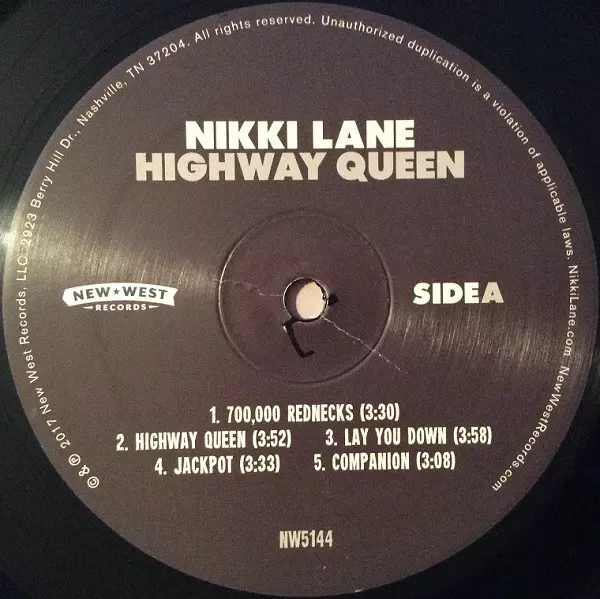 © & ℗ 2017 New West Records, LLC. 2923 Berry Hill Dr., Nashville, TN 37204. All rights reserved. Unauthorized duplication is a violation of applicable laws. NikkiLane.com NewWestRecords.com
NIKKI LANE
HIGHWAY QUEEN
NEW★WEST
RECORDS
SIDE A
1. 700,000 REDNECKS (3:30)
2. HIGHWAY QUEEN (3:52) 3. LAY YOU DOWN (3:58)
4. JACKPOT (3:33) 5. COMPANION (3:08)
NW5144